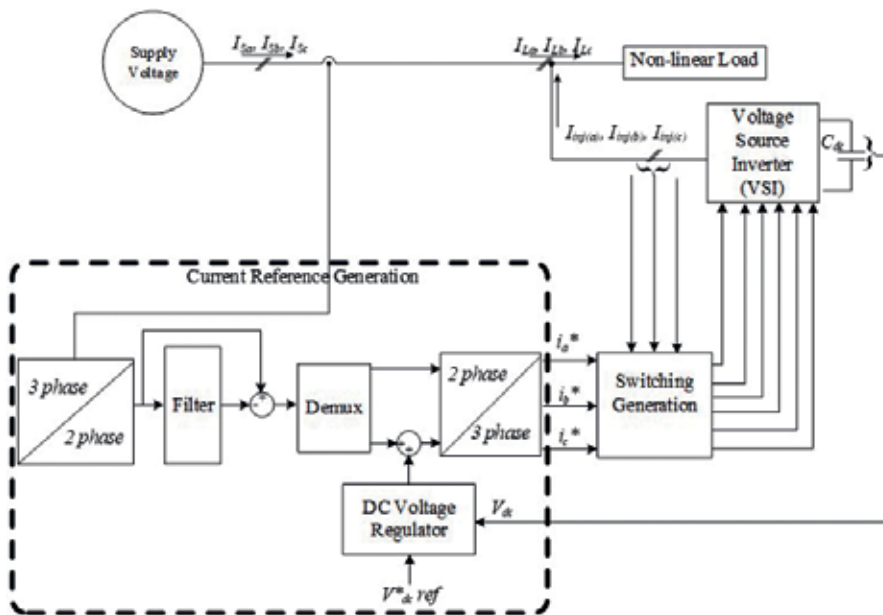 Supply
Voltage
I_Sa, I_Sb, I_Sc
I_La, I_Lb, I_Lc
Non-linear Load
I_inj(a), I_inj(b), I_inj(c)
Voltage
Source
Inverter
(VSI)
C_dc
Current Reference Generation
3 phase
2 phase
Filter
Demux
2 phase
3 phase
i_a*
i_b*
i_c*
Switching
Generation
DC Voltage
Regulator
V_dc
V*_dc ref